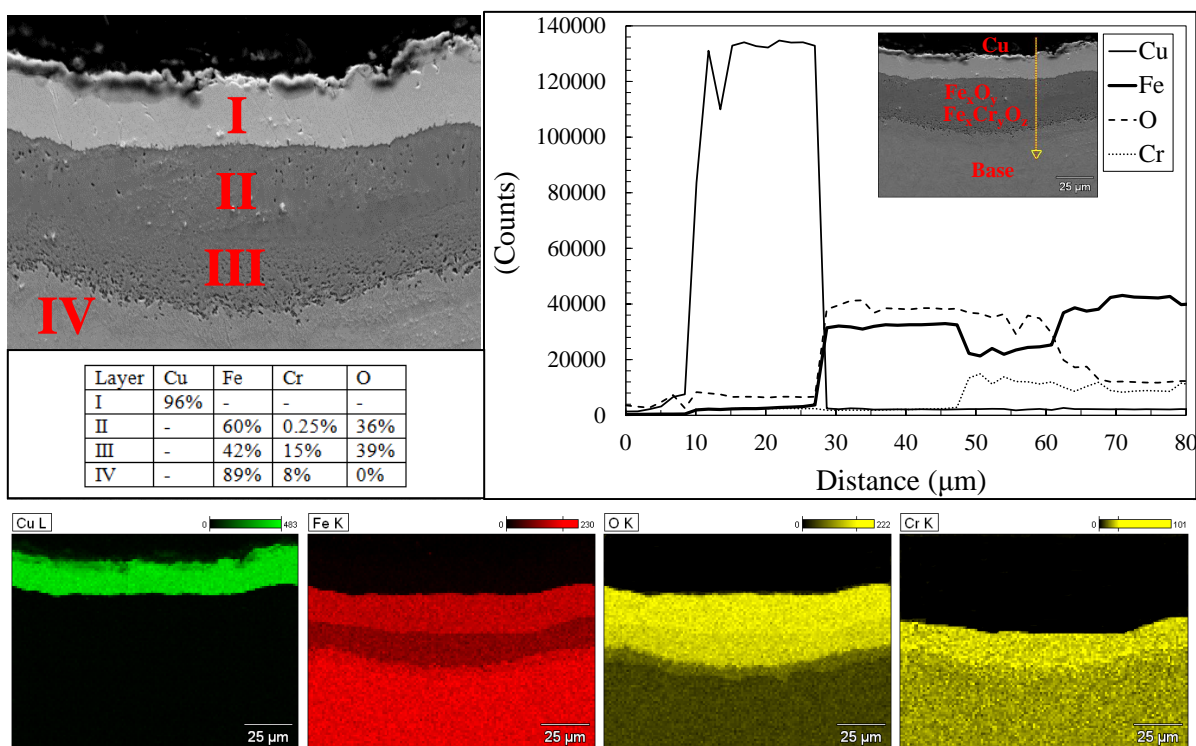 I
II
III
IV
Layer Cu Fe Cr O
I 96% - - -
II - 60% 0.25% 36%
III - 42% 15% 39%
IV - 89% 8% 0%
140000
120000
100000
80000
60000
40000
20000
0
(Counts)
0 10 20 30 40 50 60 70 80
Distance (μm)
Cu
Base
25 μm
Cu
Fe
O
Cr
Cu L 0 483
25 μm
Fe K 0 230
25 μm
O K 0 222
25 μm
Cr K 0 101
25 μm